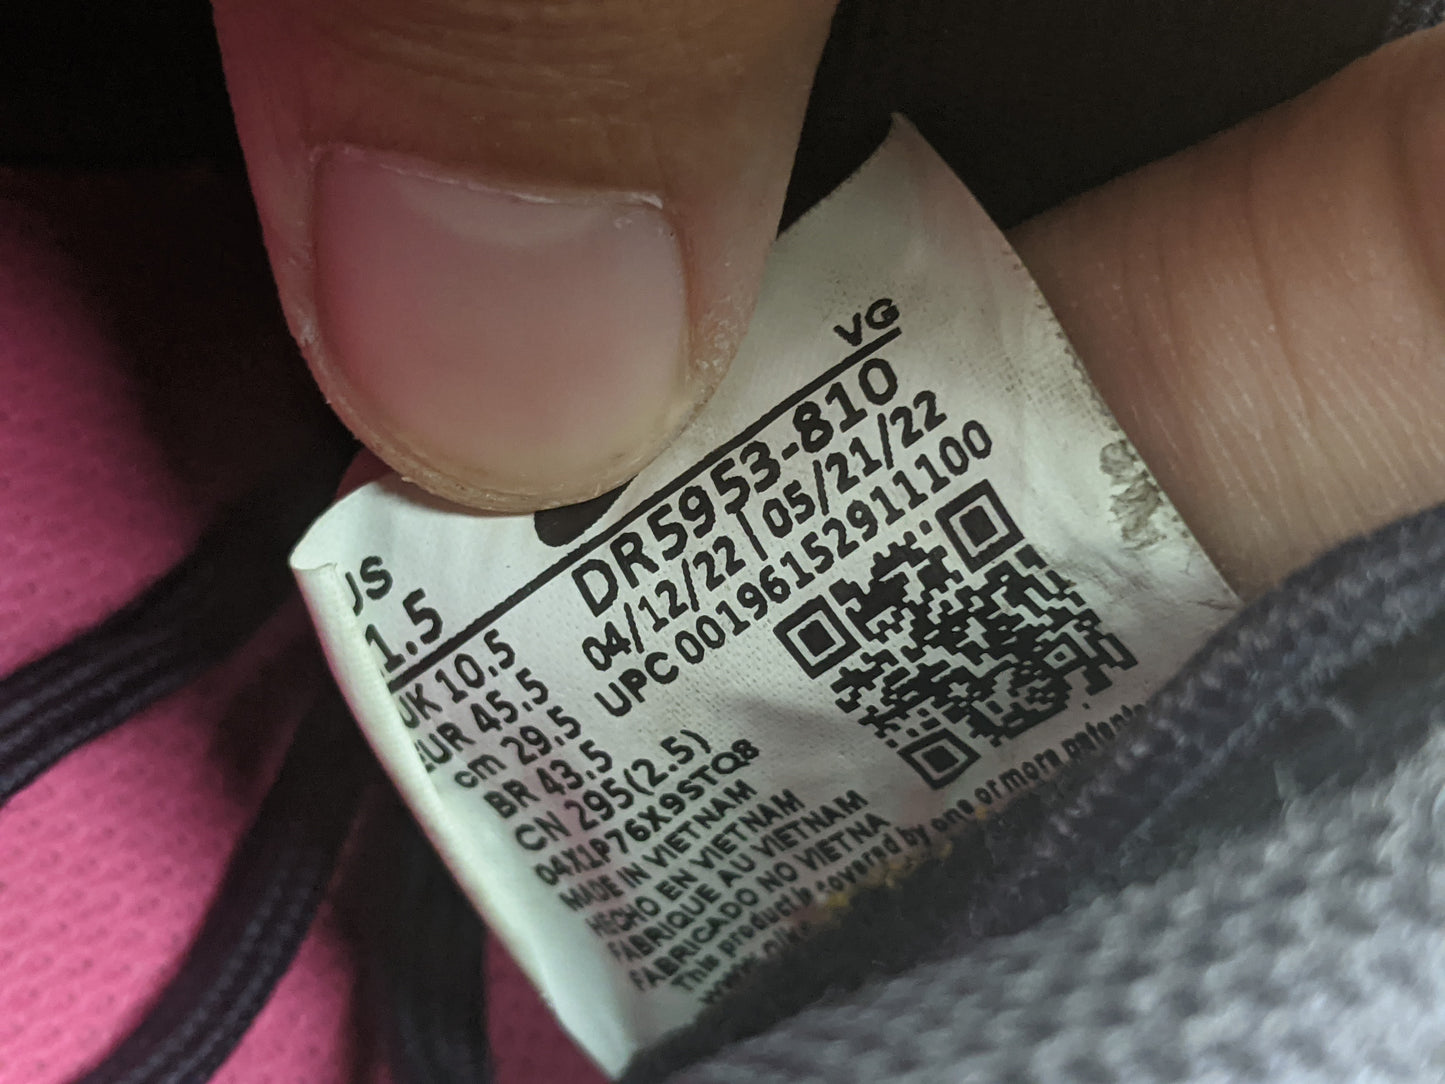 VG
US
1.5
DR5953-810
04/12/22 | 05/21/22
UPC 00196152911100
UK 10.5
EUR 45.5
cm 29.5
BR 43.5
CN 295(2.5)
04X1P76X9STQ8
MADE IN VIETNAM
HECHO EN VIETNAM
FABRIQUE AU VIETNAM
FABRICADO NO VIETNA
This product is covered by one or more patents
www.nike